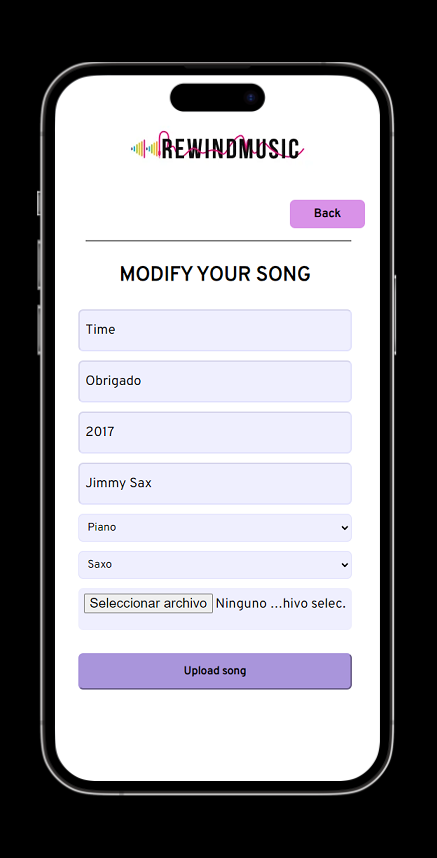 REWINDMUSIC
Back
MODIFY YOUR SONG
Time
Obrigado
2017
Jimmy Sax
Piano
Saxo
Seleccionar archivo Ninguno ...hivo selec.
Upload song